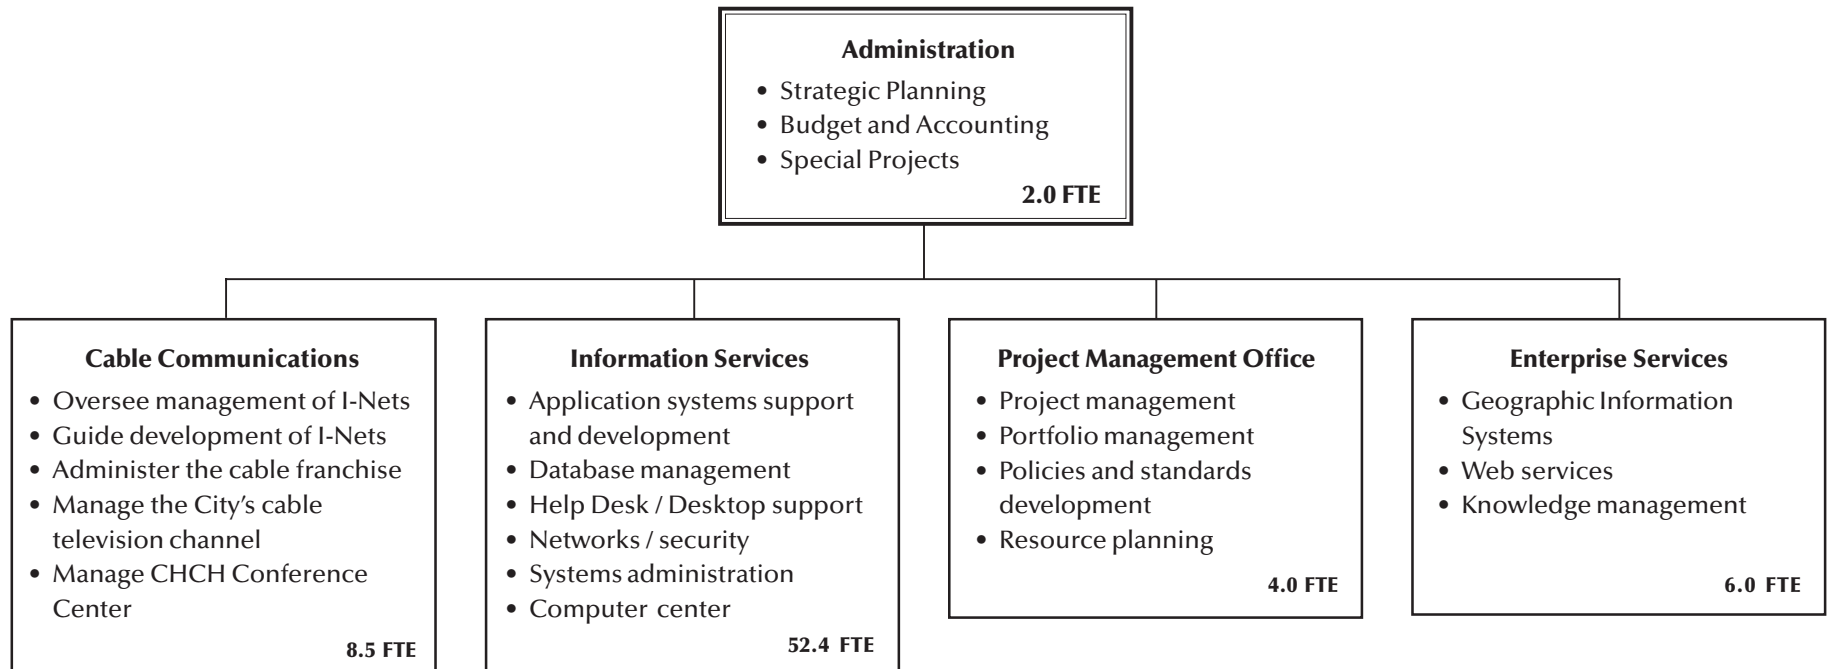 Administration
• Strategic Planning
• Budget and Accounting
• Special Projects
2.0 FTE
Cable Communications
• Oversee management of I-Nets
• Guide development of I-Nets
• Administer the cable franchise
• Manage the City’s cable
television channel
• Manage CHCH Conference
Center
8.5 FTE
Information Services
• Application systems support
and development
• Database management
• Help Desk / Desktop support
• Networks / security
• Systems administration
• Computer center
52.4 FTE
Project Management Office
• Project management
• Portfolio management
• Policies and standards
development
• Resource planning
4.0 FTE
Enterprise Services
• Geographic Information
Systems
• Web services
• Knowledge management
6.0 FTE